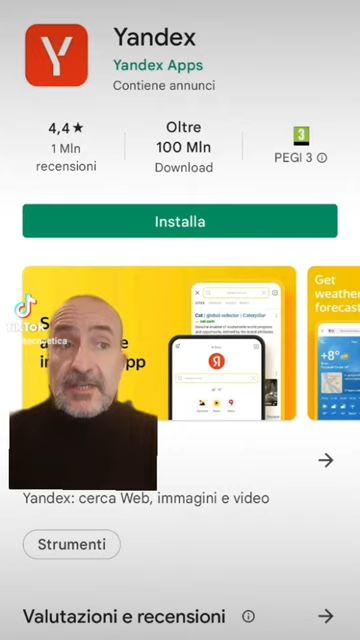 Yandex
Yandex Apps
Contiene annunci
4,4★
1 Mln
recensioni
Oltre
100 Mln
Download
3
PEGI 3
Installa
TikTok
Get
weather
forecast
+8°
Yandex: cerca Web, immagini e video
Strumenti
Valutazioni e recensioni